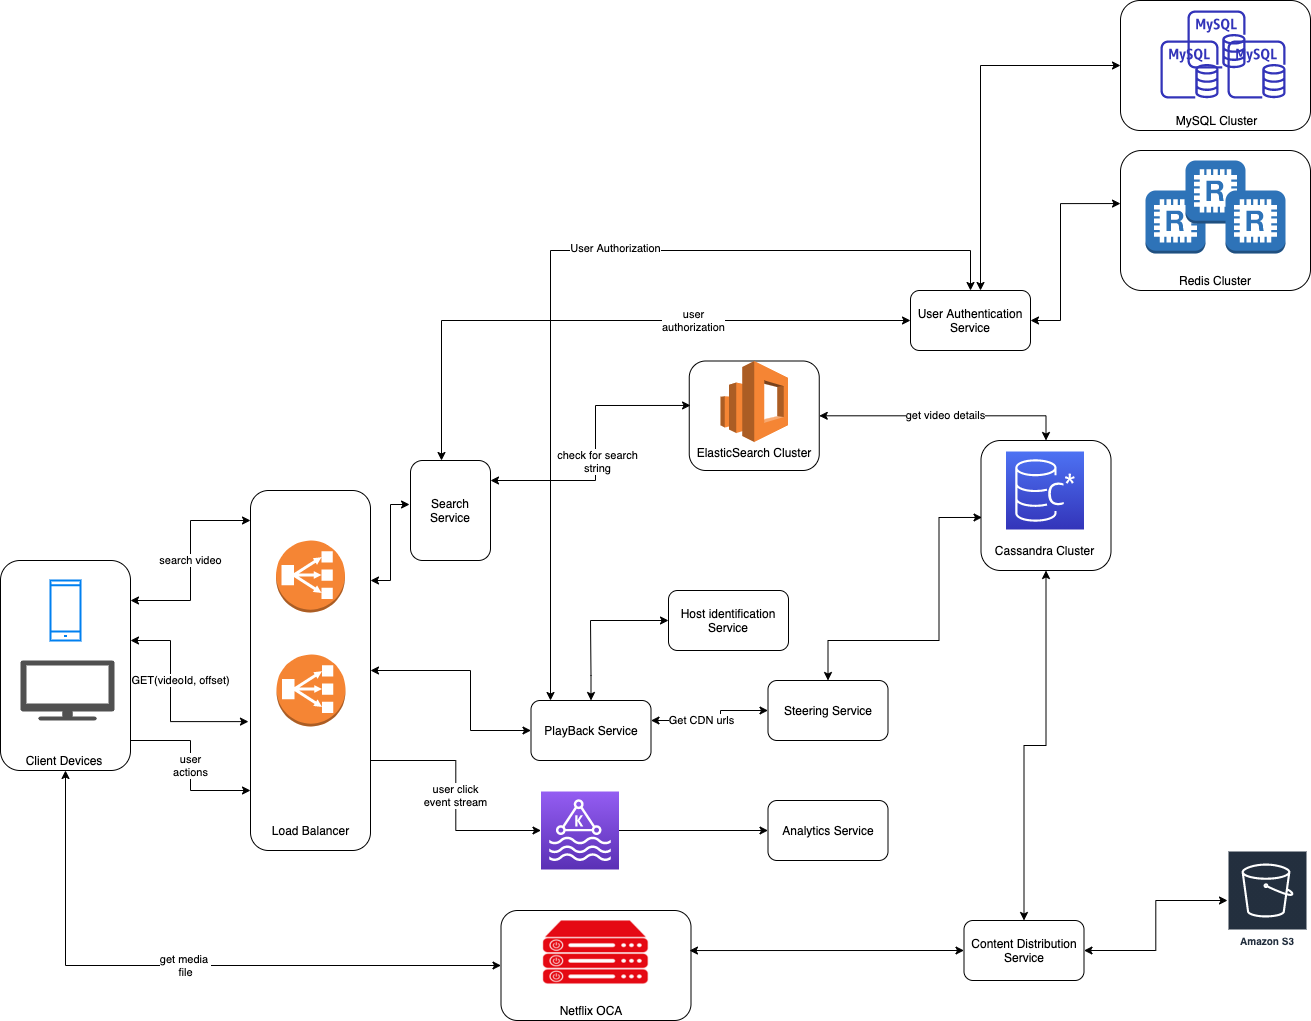 MySQL
MySQL
MySQL
MySQL Cluster
R
R
R
Redis Cluster
User Authorization
User Authentication
Service
user
authorization
ElasticSearch Cluster
get video details
check for search
string
Search
Service
C*
Cassandra Cluster
search video
Host identification
Service
GET(videoId, offset)
Steering Service
PlayBack Service
Get CDN urls
Client Devices
user
actions
user click
event stream
K
Load Balancer
Analytics Service
Amazon S3
Content Distribution
Service
get media
file
Netflix OCA